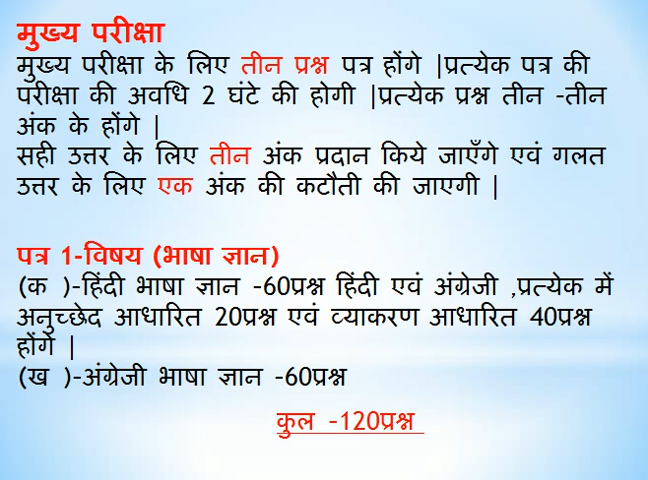 मुख्य परीक्षा
मुख्य परीक्षा के लिए तीन प्रश्न पत्र होंगे |प्रत्येक पत्र की
परीक्षा की अवधि 2 घंटे की होगी |प्रत्येक प्रश्न तीन -तीन
अंक के होंगे |
सही उत्तर के लिए तीन अंक प्रदान किये जाएँगे एवं गलत
उत्तर के लिए एक अंक की कटौती की जाएगी |
पत्र 1-विषय (भाषा ज्ञान)
(क )-हिंदी भाषा ज्ञान -60प्रश्न हिंदी एवं अंग्रेजी ,प्रत्येक में
अनुच्छेद आधारित 20प्रश्न एवं व्याकरण आधारित 40प्रश्न
होंगे |
(ख )-अंग्रेजी भाषा ज्ञान -60प्रश्न
कुल -120प्रश्न